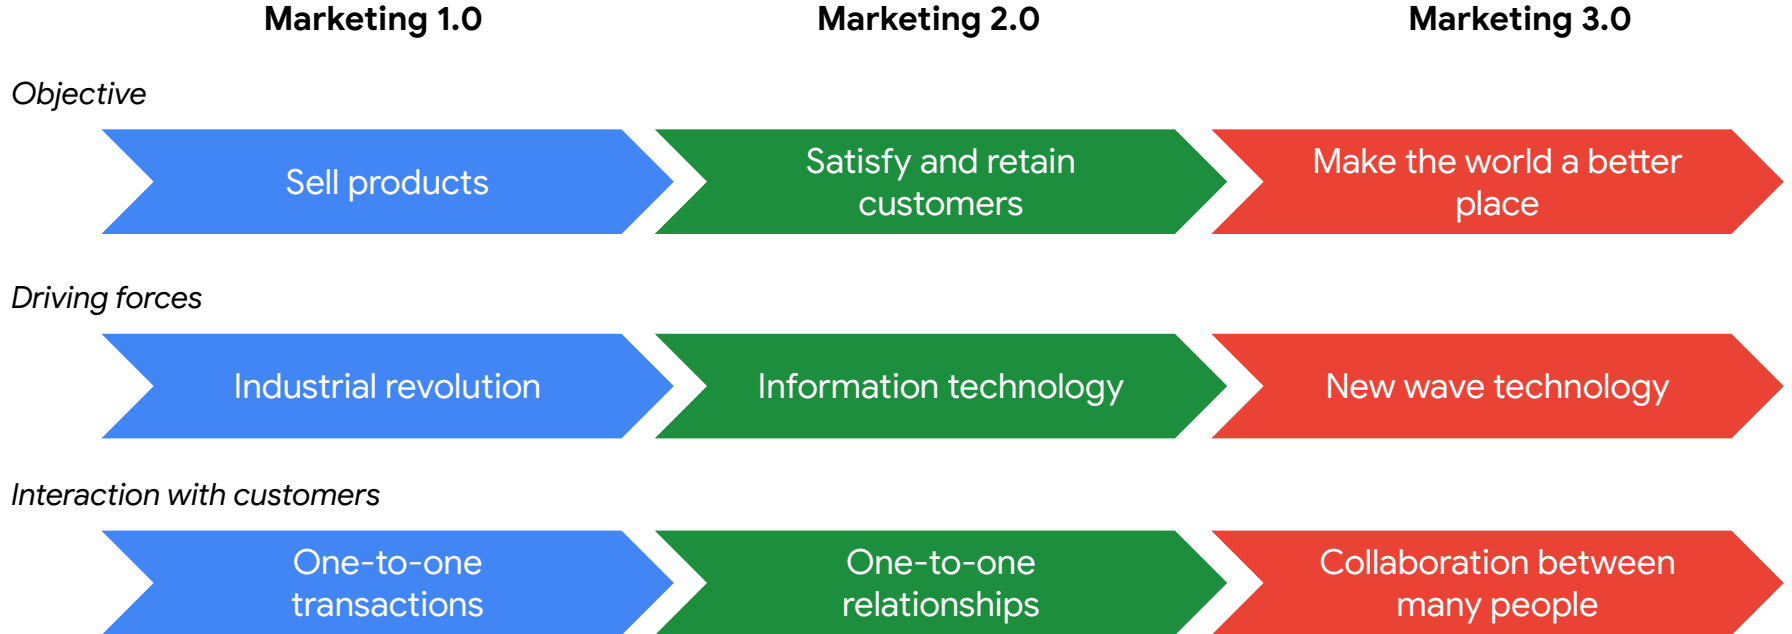 Marketing 1.0
Marketing 2.0
Marketing 3.0
Objective
Sell products
Satisfy and retain
customers
Make the world a better
place
Driving forces
Industrial revolution
Information technology
New wave technology
Interaction with customers
One-to-one
transactions
One-to-one
relationships
Collaboration between
many people